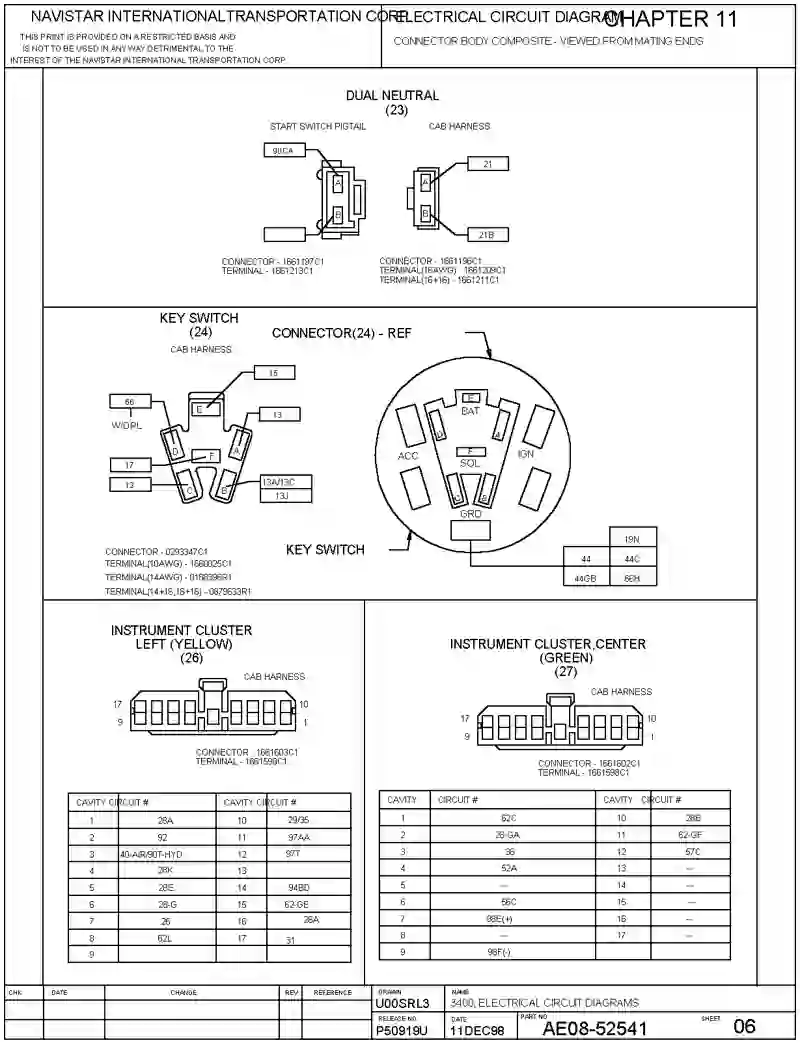 NAVISTAR INTERNATIONAL TRANSPORTATION CORP.
THIS PRINT IS PROVIDED ON A RESTRICTED BASIS AND
IS NOT TO BE USED IN ANY WAY DETRIMENTAL TO THE
INTEREST OF THE NAVISTAR INTERNATIONAL TRANSPORTATION CORP.
ELECTRICAL CIRCUIT DIAGRAM
CHAPTER 11
CONNECTOR BODY COMPOSITE - VIEWED FROM MATING ENDS
DUAL NEUTRAL
(23)
START SWITCH PIGTAIL
CAB HARNESS
A
B
A
B
21
21B
CONNECTOR - 1661197C1
TERMINAL - 1661213C1
CONNECTOR - 1661196C1
TERMINAL(18AWG) 1661209C1
TERMINAL(16+16) - 1661211C1
KEY SWITCH
(24)
CAB HARNESS
CONNECTOR(24) - REF
15
66
W/DRL
13
17
13
13A/13C
13J
E
D
F
A
C
B
E
BAT
D
A
ACC
F
SOL
IGN
C
B
GRD
KEY SWITCH
19N
44 44C
44GB 66H
CONNECTOR - 0293347C1
TERMINAL(10AWG) - 1660025C1
TERMINAL(14AWG) - 0188396R1
TERMINAL(14+16,16+16) - 0879633R1
INSTRUMENT CLUSTER
LEFT (YELLOW)
(26)
CAB HARNESS
17 10
9 1
CONNECTOR - 1661603C1
TERMINAL - 1661598C1
INSTRUMENT CLUSTER,CENTER
(GREEN)
(27)
CAB HARNESS
17 10
9 1
CONNECTOR - 1661602C1
TERMINAL - 1661598C1
CAVITY CIRCUIT # CAVITY CIRCUIT #
1 28A 10 29/35
2 92 11 97AA
3 40-AIR/90T-HYD 12 97T
4 28K 13
5 28E 14 94BD
6 28-G 15 62-GE
7 26 16 26A
8 62L 17 31
9
CAVITY CIRCUIT # CAVITY CIRCUIT #
1 62C 10 28B
2 28-GA 11 62-GF
3 36 12 57C
4 52A 13 —
5 — 14 —
6 56C 15 —
7 98E(+) 16 —
8 — 17 —
9 98F(-)
CHK DATE CHANGE REV REFERENCE
DRAWN
U00SRL3
NAME
3400, ELECTRICAL CIRCUIT DIAGRAMS
RELEASE NO.
P50919U
DATE
11DEC98
PART NO
AE08-52541
SHEET
06